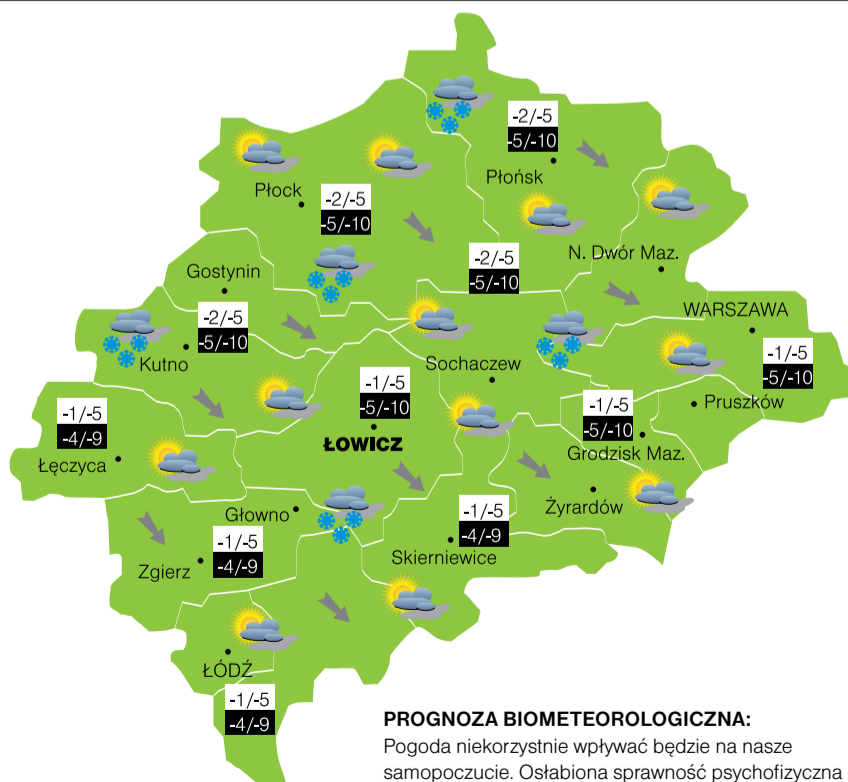 -2/-5
-5/-10
Płońsk
Płock
-2/-5
-5/-10
N. Dwór Maz.
-2/-5
-5/-10
Gostynin
WARSZAWA
-2/-5
-5/-10
Kutno
Sochaczew
-1/-5
-5/-10
-1/-5
-5/-10
ŁOWICZ
Pruszków
-1/-5
-5/-10
Grodzisk Maz.
-1/-5
-4/-9
Łęczyca
Żyrardów
Głowno
-1/-5
-4/-9
Skierniewice
-1/-5
-4/-9
Zgierz
ŁÓDŹ
-1/-5
-4/-9
PROGNOZA BIOMETEOROLOGICZNA:
Pogoda niekorzystnie wpływać będzie na nasze
samopoczucie. Osłabiona sprawność psychofizyczna